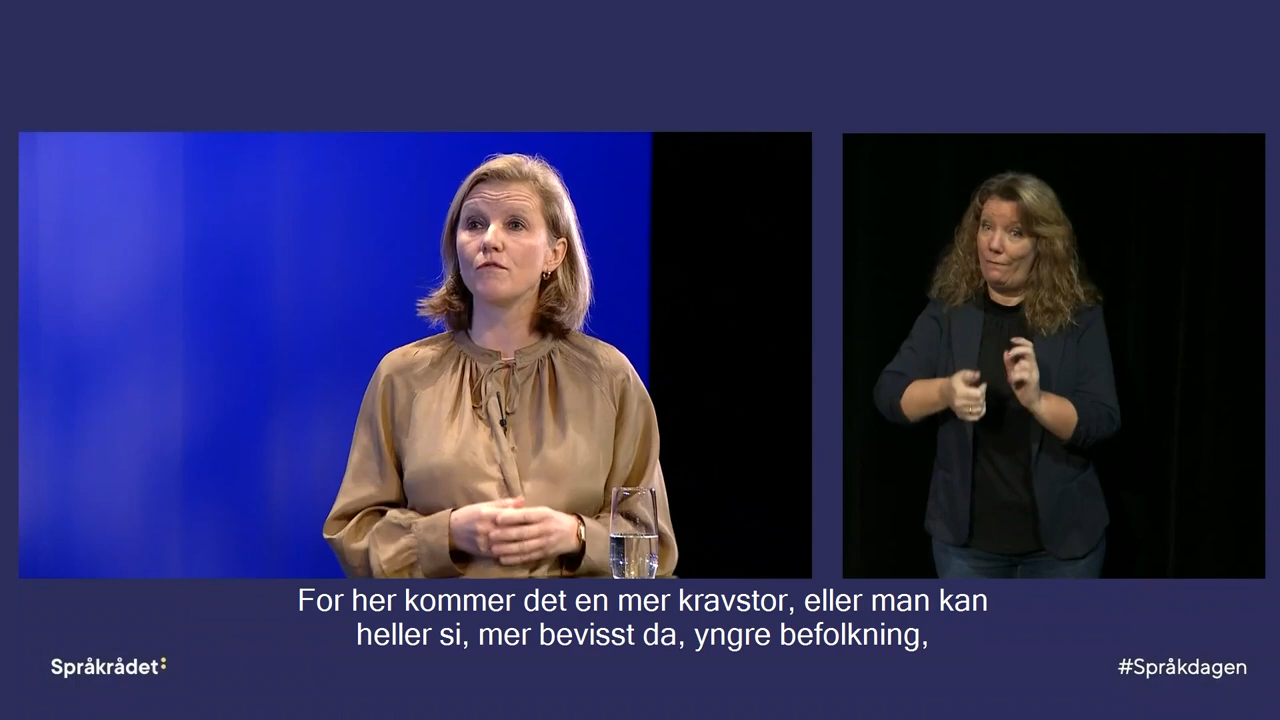 For her kommer det en mer kravstor, eller man kan
heller si, mer bevisst da, yngre befolkning,
Språkrådet:
#Språkdagen